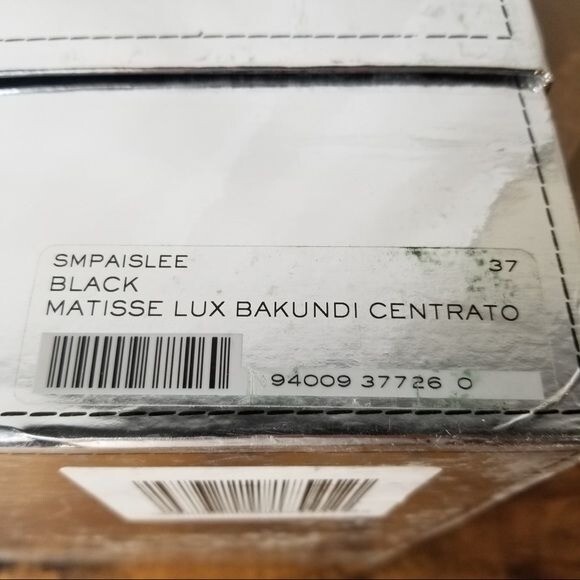 SMPAISLEE 37
BLACK
MATISSE LUX BAKUNDI CENTRATO
94009 37726 0